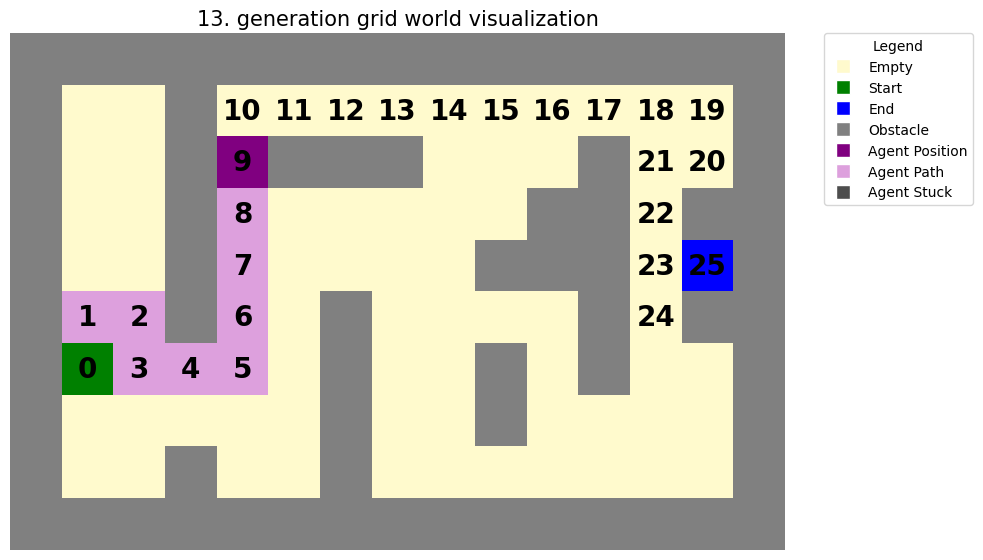 13. generation grid world visualization
Legend
Empty
Start
End
Obstacle
Agent Position
Agent Path
Agent Stuck
10 11 12 13 14 15 16 17 18 19
9 21 20
8 22
7 23 25
1 2 6 24
0 3 4 5